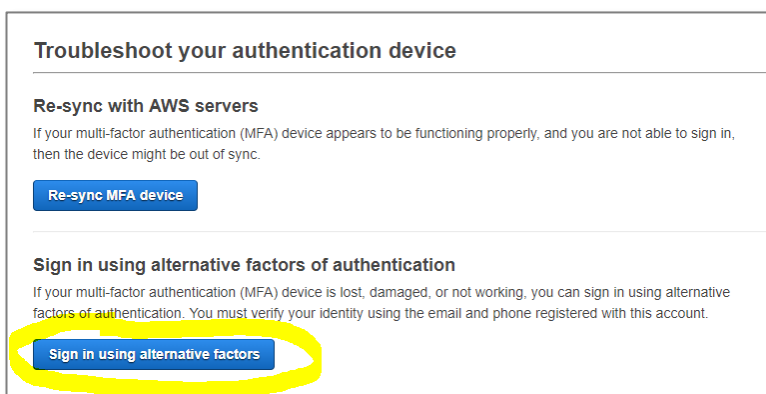 Troubleshoot your authentication device
Re-sync with AWS servers
If your multi-factor authentication (MFA) device appears to be functioning properly, and you are not able to sign in,
then the device might be out of sync.
Re-sync MFA device
Sign in using alternative factors of authentication
If your multi-factor authentication (MFA) device is lost, damaged, or not working, you can sign in using alternative
factors of authentication. You must verify your identity using the email and phone registered with this account.
Sign in using alternative factors